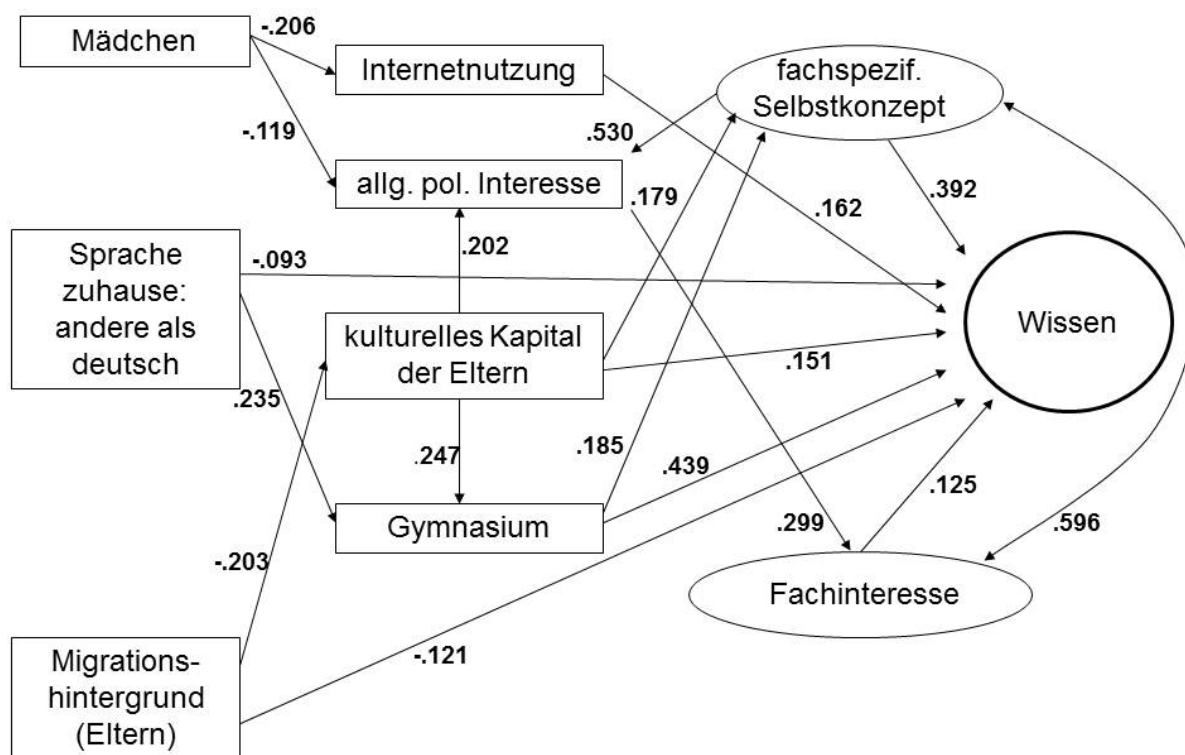 Mädchen
-.206
Internetnutzung
fachspezif.
Selbstkonzept
-.119
.530
allg. pol. Interesse
.179
.392
.162
.202
Sprache
zuhause:
andere als
deutsch
-.093
kulturelles Kapital
der Eltern
Wissen
.151
.235
.247
.185
.439
.125
Gymnasium
.299
.596
-.203
Fachinteresse
-.121
Migrations-
hintergrund
(Eltern)